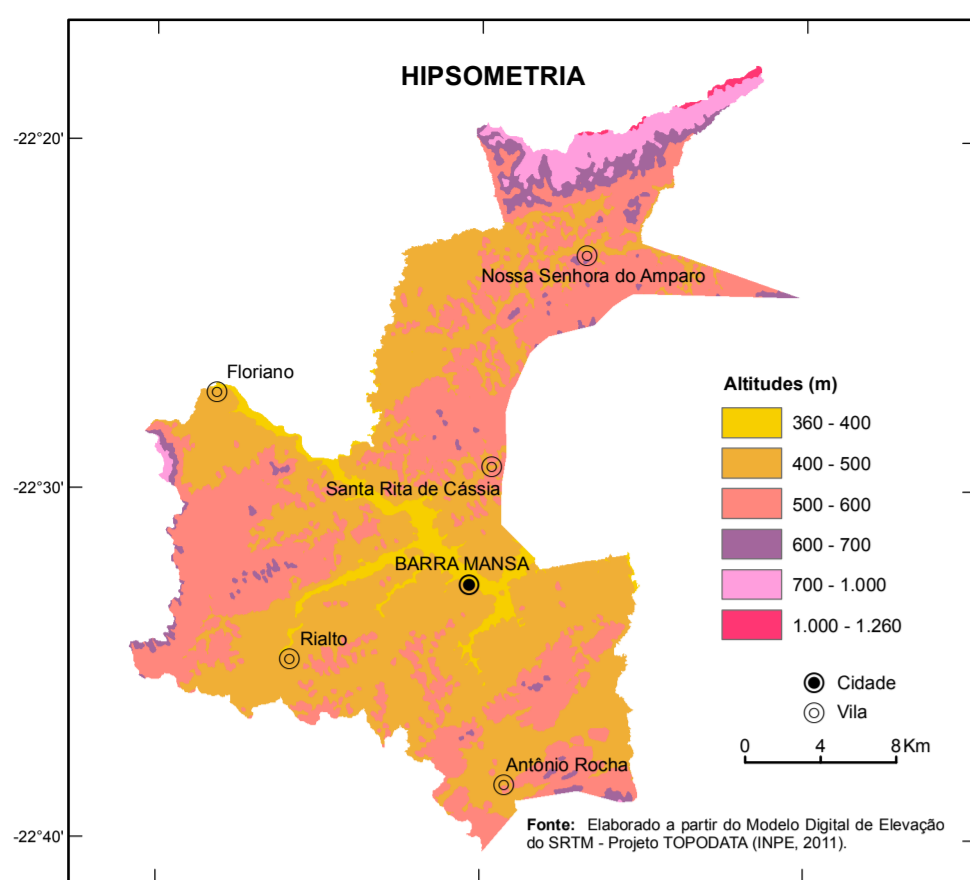 HIPSOMETRIA
-22°20'
Nossa Senhora do Amparo
Floriano
Altitudes (m)
360 - 400
400 - 500
500 - 600
600 - 700
700 - 1.000
1.000 - 1.260
-22°30'
Santa Rita de Cássia
BARRA MANSA
Rialto
Cidade
Vila
0 4 8 Km
Antônio Rocha
Fonte: Elaborado a partir do Modelo Digital de Elevação
do SRTM - Projeto TOPODATA (INPE, 2011).
-22°40'